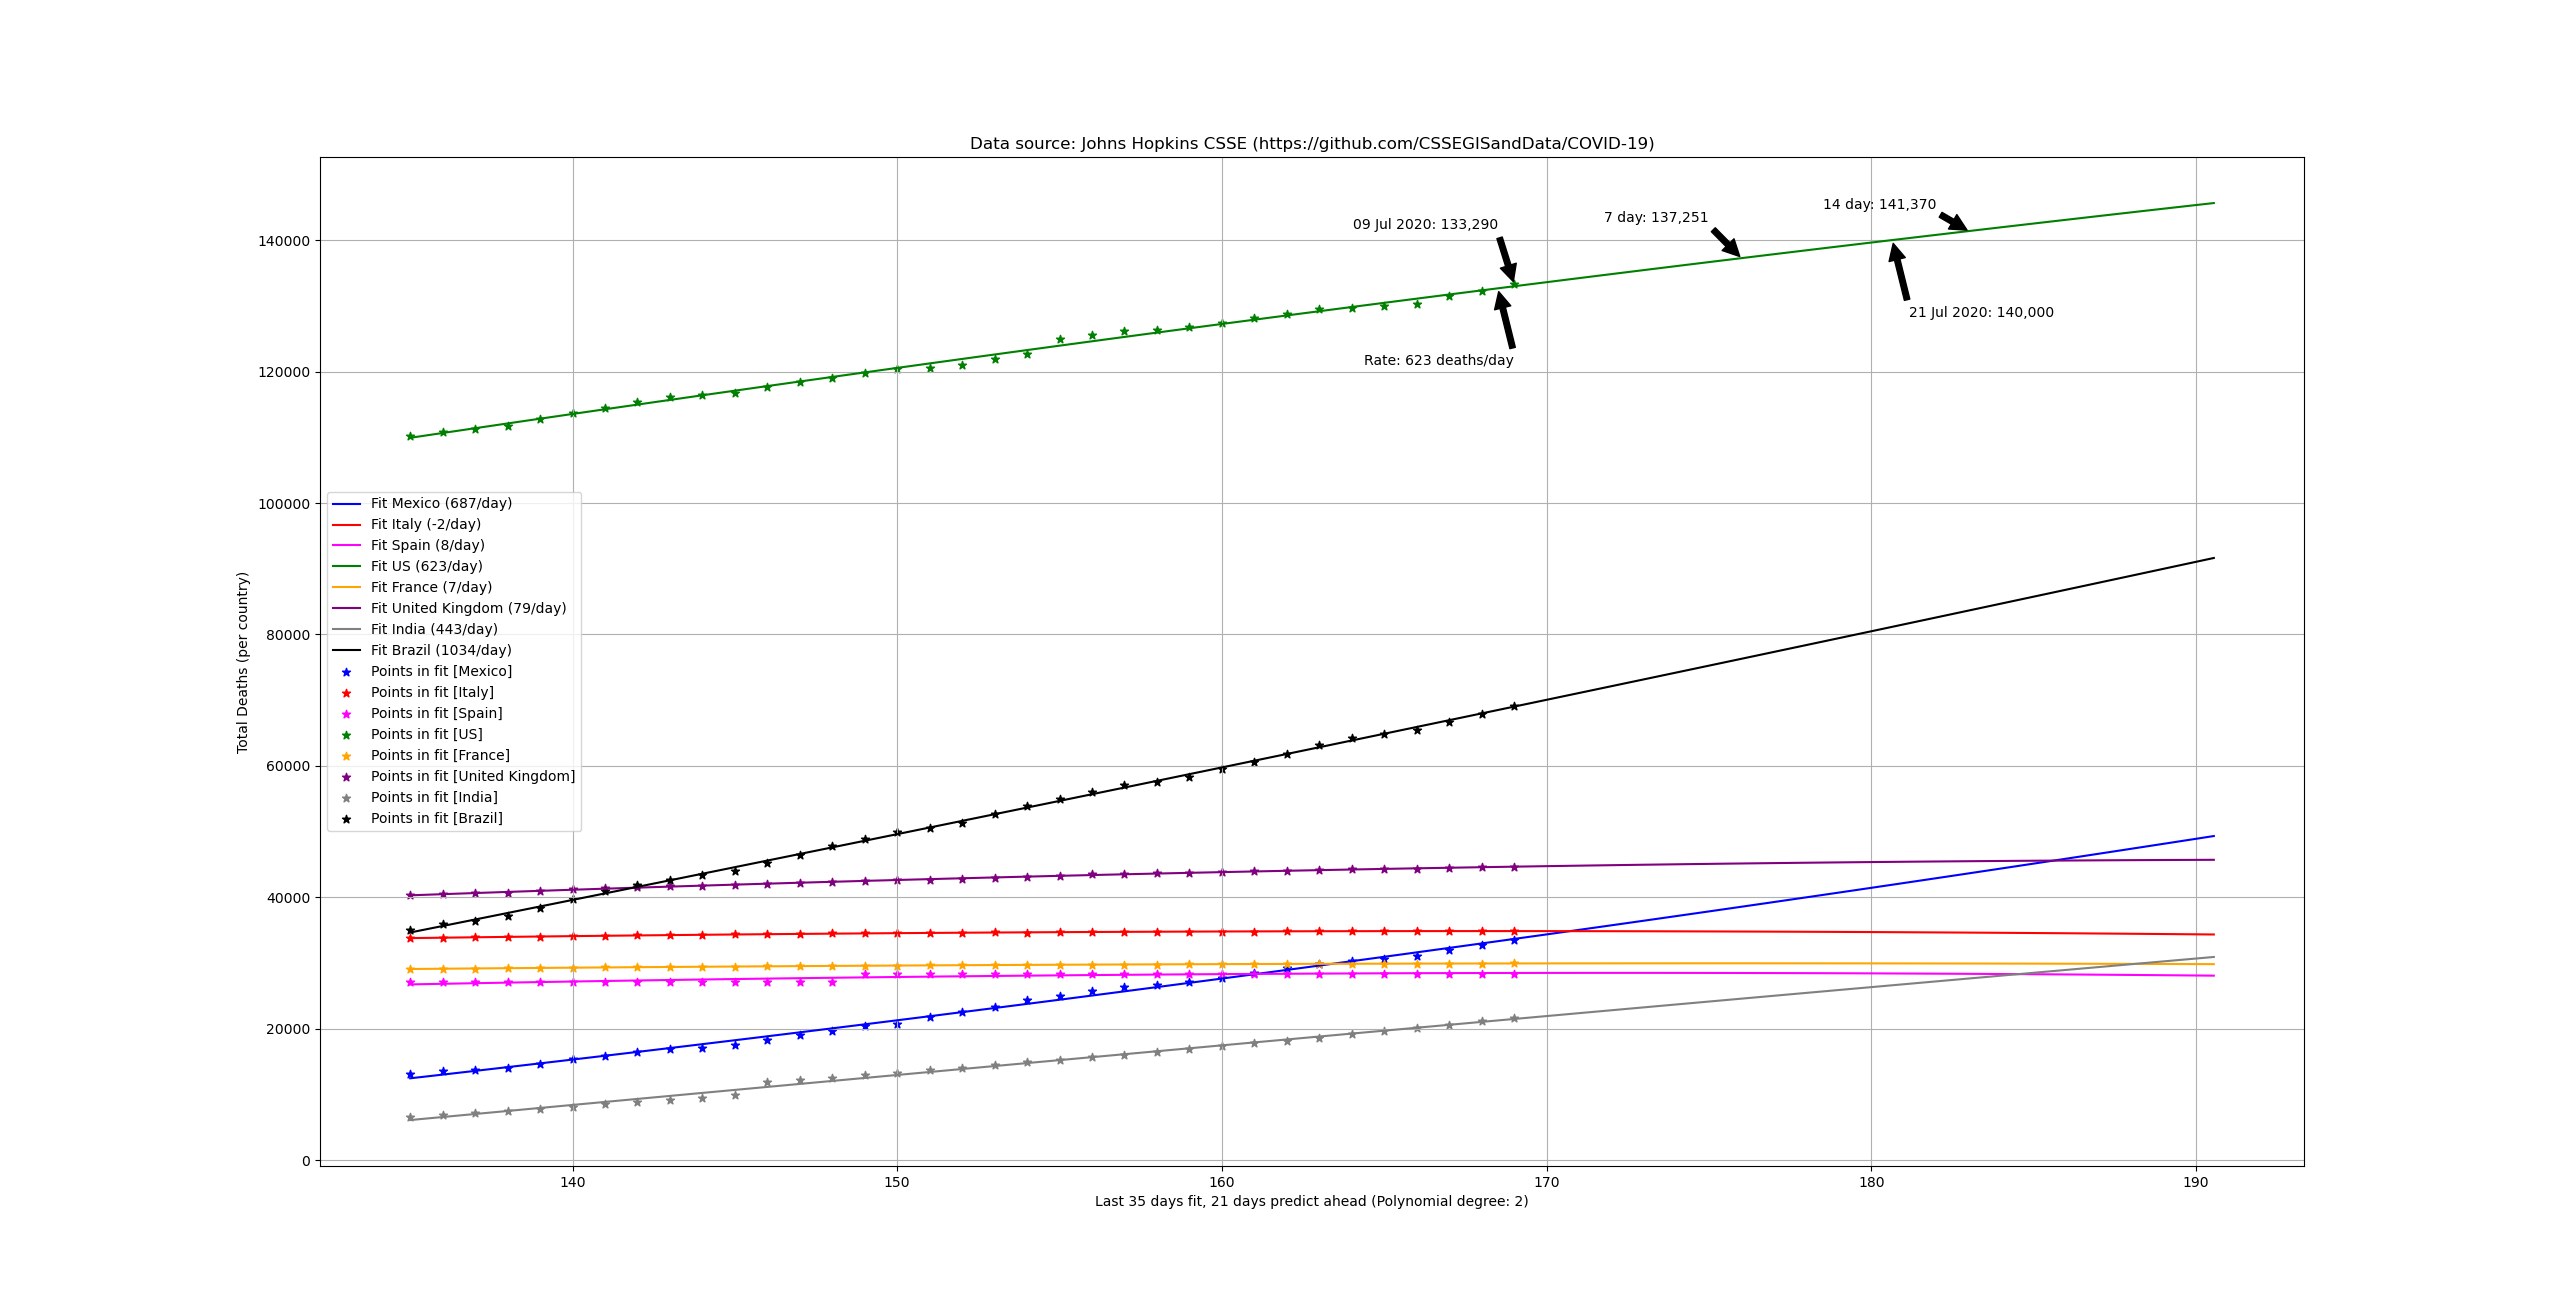 Data source: Johns Hopkins CSSE (https://github.com/CSSEGISandData/COVID-19)
14 day: 141,370
7 day: 137,251
09 Jul 2020: 133,290
21 Jul 2020: 140,000
Rate: 623 deaths/day
140000
120000
100000
80000
60000
40000
20000
0
Total Deaths (per country)
Fit Mexico (687/day)
Fit Italy (-2/day)
Fit Spain (8/day)
Fit US (623/day)
Fit France (7/day)
Fit United Kingdom (79/day)
Fit India (443/day)
Fit Brazil (1034/day)
Points in fit [Mexico]
Points in fit [Italy]
Points in fit [Spain]
Points in fit [US]
Points in fit [France]
Points in fit [United Kingdom]
Points in fit [India]
Points in fit [Brazil]
140 150 160 170 180 190
Last 35 days fit, 21 days predict ahead (Polynomial degree: 2)